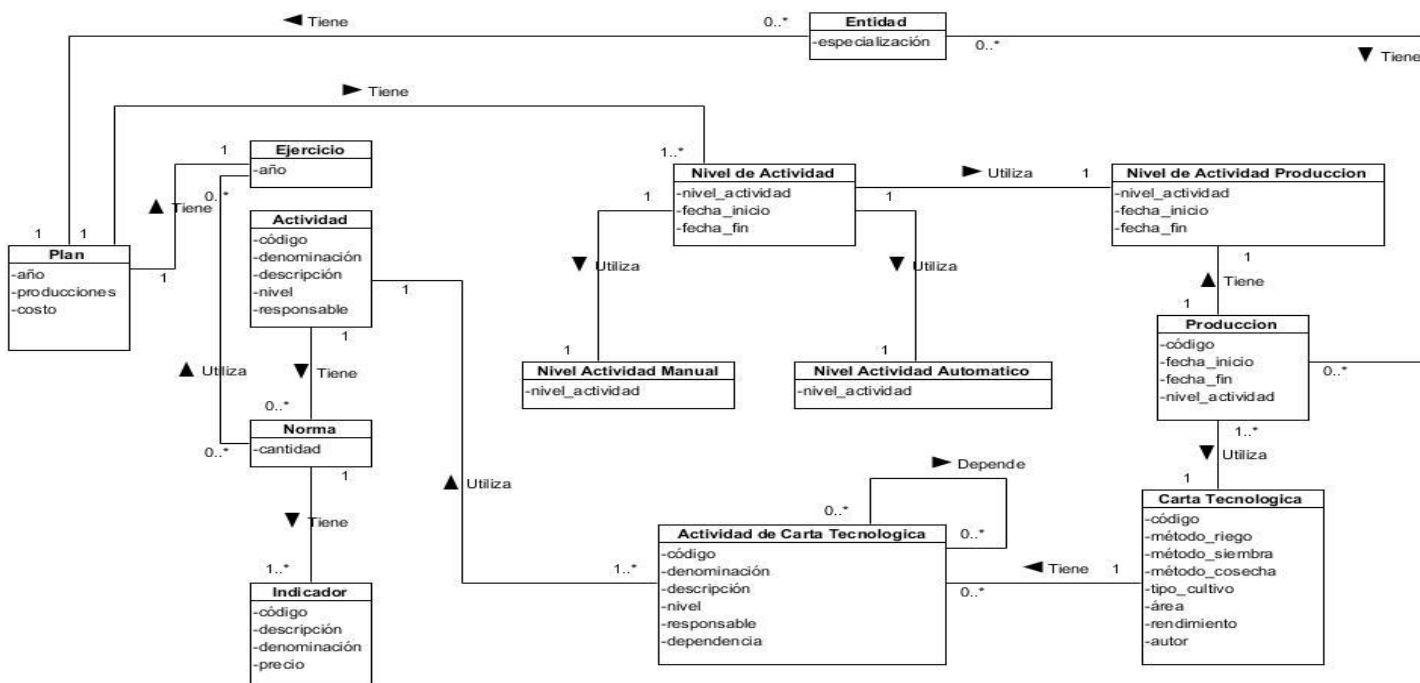 ◄ Tiene
0..*
Entidad
-especialización
0..*
▼ Tiene
► Tiene
1
Ejercicio
-año
0..*
▲ Tiene
1..*
Nivel de Actividad
-nivel_actividad
-fecha_inicio
-fecha_fin
► Utiliza
1
Nivel de Actividad Produccion
-nivel_actividad
-fecha_inicio
-fecha_fin
1
1
1
1
Plan
-año
-producciones
-costo
1
Actividad
-código
-denominación
-descripción
-nivel
-responsable
1
▼ Utiliza
▼ Utiliza
1
▲ Tiene
1
Produccion
-código
-fecha_inicio
-fecha_fin
-nivel_actividad
0..*
1
▼ Tiene
▲ Utiliza
1
Nivel Actividad Manual
-nivel_actividad
1
Nivel Actividad Automatico
-nivel_actividad
0..*
Norma
-cantidad
0..*
1
1..*
▼ Utiliza
1
▲ Utiliza
► Depende
0..*
0..*
Carta Tecnologica
-código
-método_riego
-método_siembra
-método_cosecha
-tipo_cultivo
-área
-rendimiento
-autor
▼ Tiene
1..*
Indicador
-código
-descripción
-denominación
-precio
1..*
Actividad de Carta Tecnologica
-código
-denominación
-descripción
-nivel
-responsable
-dependencia
◄ Tiene
1
0..*